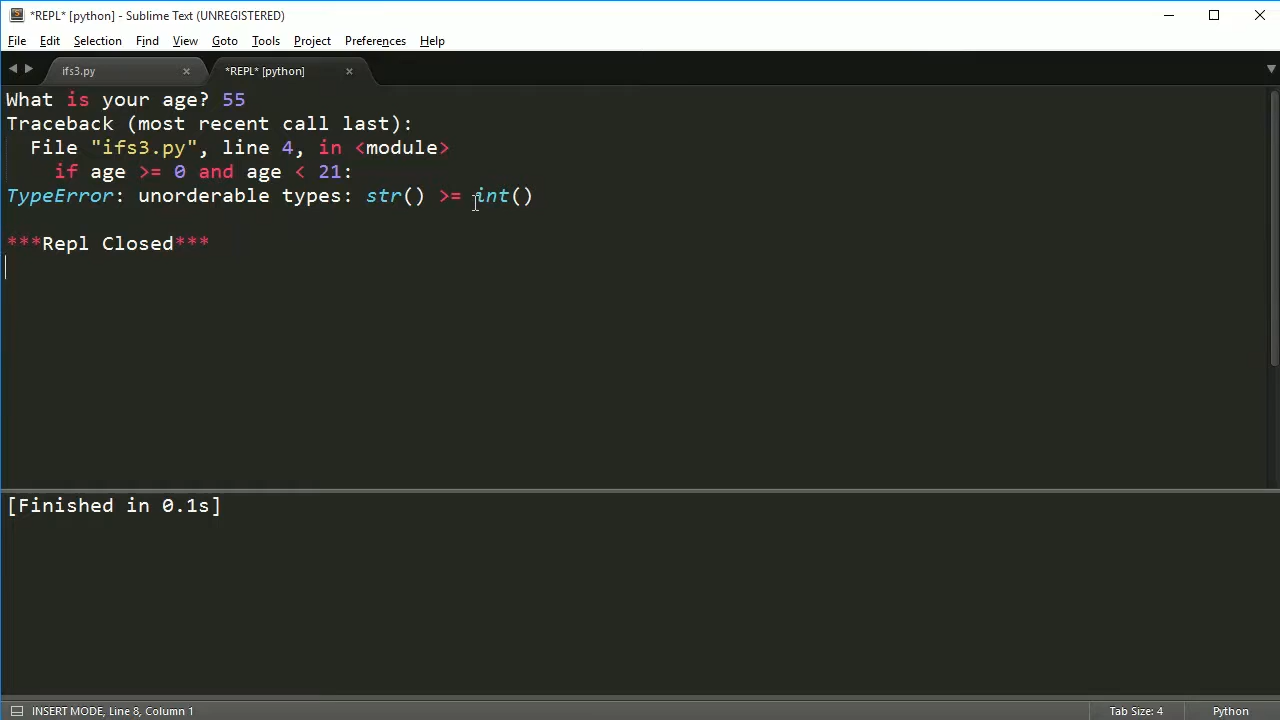 *REPL* [python] - Sublime Text (UNREGISTERED)
File Edit Selection Find View Goto Tools Project Preferences Help
ifs3.py *REPL* [python]
What is your age? 55
Traceback (most recent call last):
  File "ifs3.py", line 4, in <module>
    if age >= 0 and age < 21:
TypeError: unorderable types: str() >= int()
***Repl Closed***
[Finished in 0.1s]
INSERT MODE, Line 8, Column 1 Tab Size: 4 Python